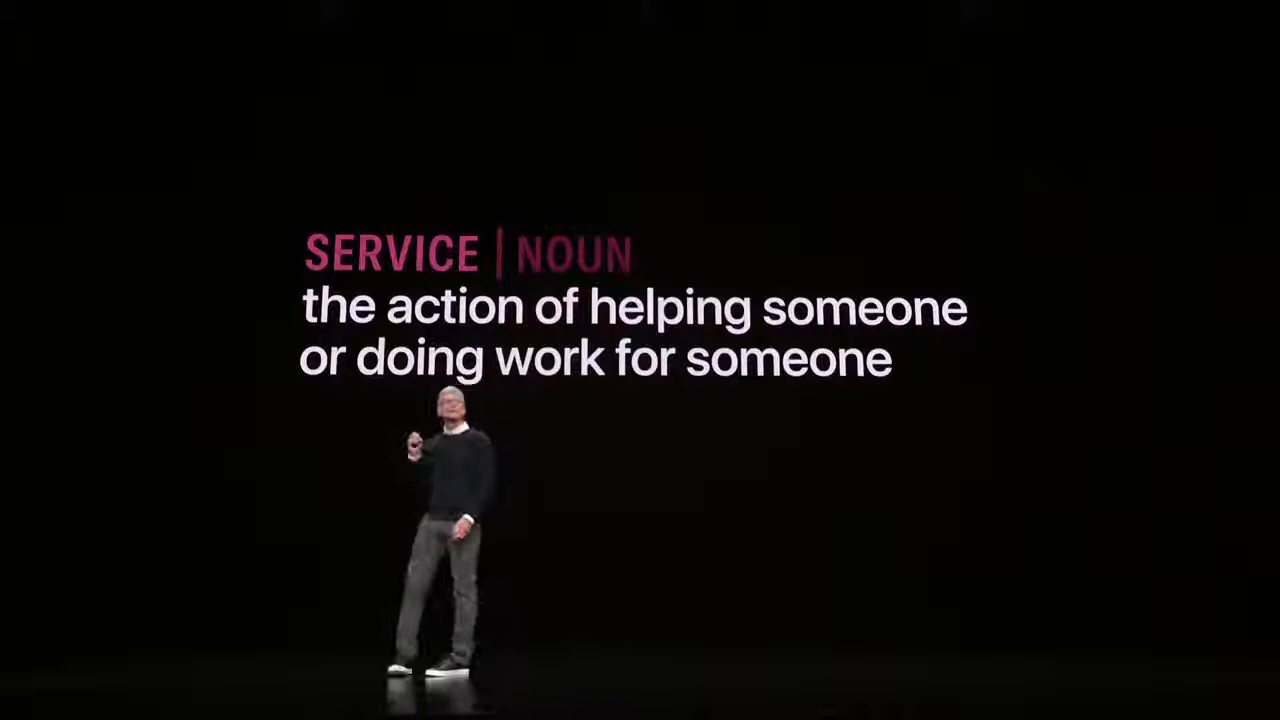 SERVICE | NOUN
the action of helping someone
or doing work for someone